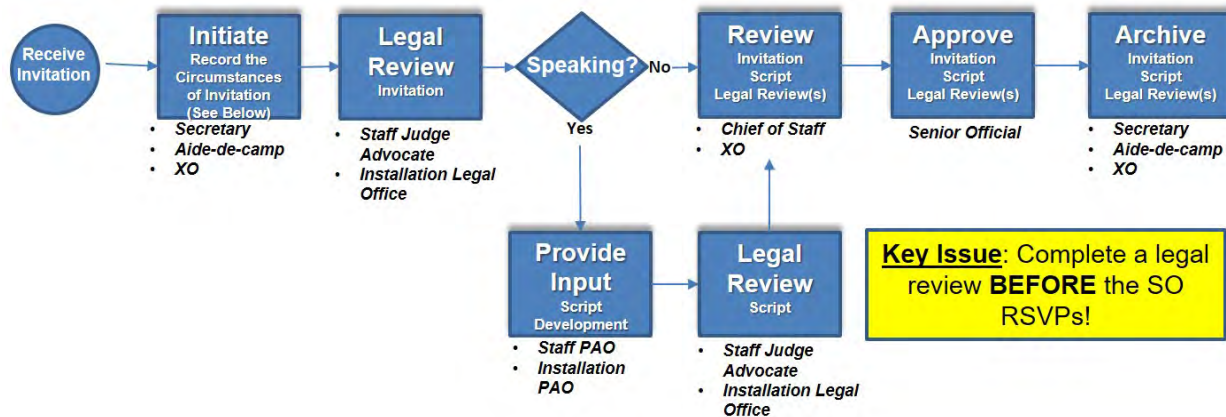 Receive
Invitation
Initiate
Record the
Circumstances
of Invitation
(See Below)
• Secretary
• Aide-de-camp
• XO
Legal
Review
Invitation
• Staff Judge
Advocate
• Installation Legal
Office
Speaking?
No
Yes
Review
Invitation
Script
Legal Review(s)
• Chief of Staff
• XO
Approve
Invitation
Script
Legal Review(s)
Senior Official
Archive
Invitation
Script
Legal Review(s)
• Secretary
• Aide-de-camp
• XO
Provide
Input
Script
Development
• Staff PAO
• Installation
PAO
Legal
Review
Script
• Staff Judge
Advocate
• Installation Legal
Office
Key Issue: Complete a legal
review BEFORE the SO
RSVPs!